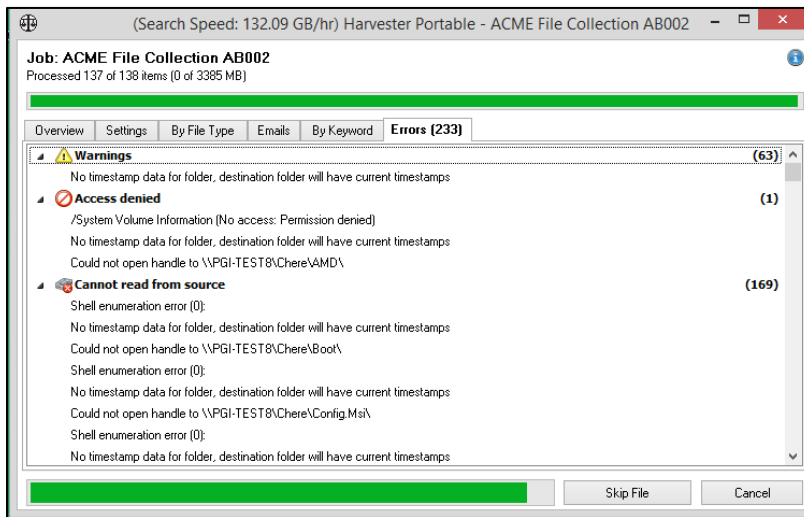 (Search Speed: 132.09 GB/hr) Harvester Portable - ACME File Collection AB002
Job: ACME File Collection AB002
Processed 137 of 138 items (0 of 3385 MB)
Overview Settings By File Type Emails By Keyword Errors (233)
Warnings (63)
No timestamp data for folder, destination folder will have current timestamps
Access denied (1)
/System Volume Information (No access: Permission denied)
No timestamp data for folder, destination folder will have current timestamps
Could not open handle to \\PGI-TEST8\Chere\AMD\
Cannot read from source (169)
Shell enumeration error (0):
No timestamp data for folder, destination folder will have current timestamps
Could not open handle to \\PGI-TEST8\Chere\Boot\
Shell enumeration error (0):
No timestamp data for folder, destination folder will have current timestamps
Could not open handle to \\PGI-TEST8\Chere\Config.Msi\
Shell enumeration error (0):
No timestamp data for folder, destination folder will have current timestamps
Skip File Cancel